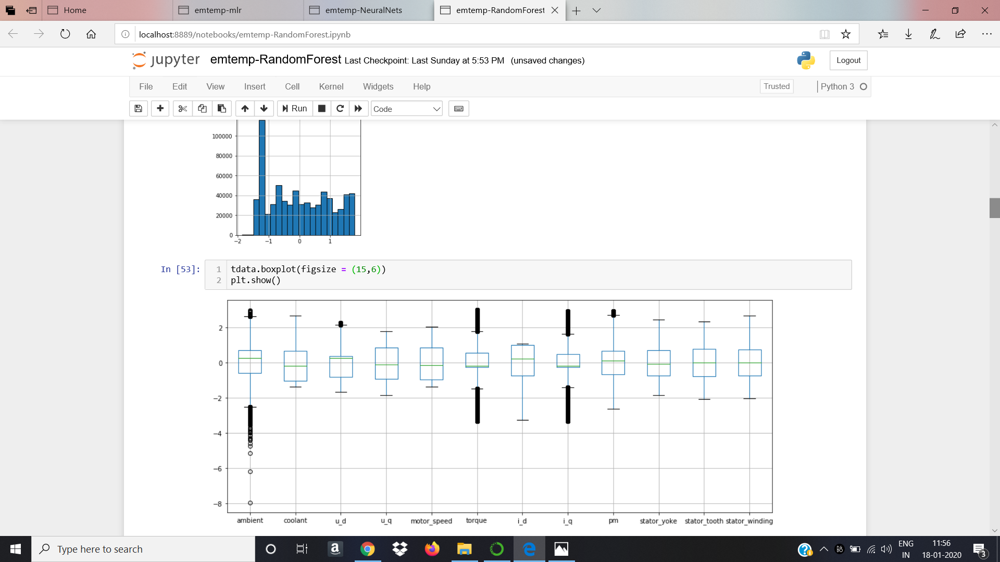 Home
emtemp-mlr
emtemp-NeuralNets
emtemp-RandomForest
localhost:8889/notebooks/emtemp-RandomForest.ipynb
jupyter emtemp-RandomForest Last Checkpoint: Last Sunday at 5:53 PM (unsaved changes)
Logout
File Edit View Insert Cell Kernel Widgets Help
Trusted
Python 3
Run
Code
100000
80000
60000
40000
20000
0
−2 −1 0 1
In [53]:
1 tdata.boxplot(figsize = (15,6))
2 plt.show()
2
0
−2
−4
−6
−8
ambient coolant u_d u_q motor_speed torque i_d i_q pm stator_yoke stator_tooth stator_winding
Type here to search
a
ENG
IN
11:56
18-01-2020
3